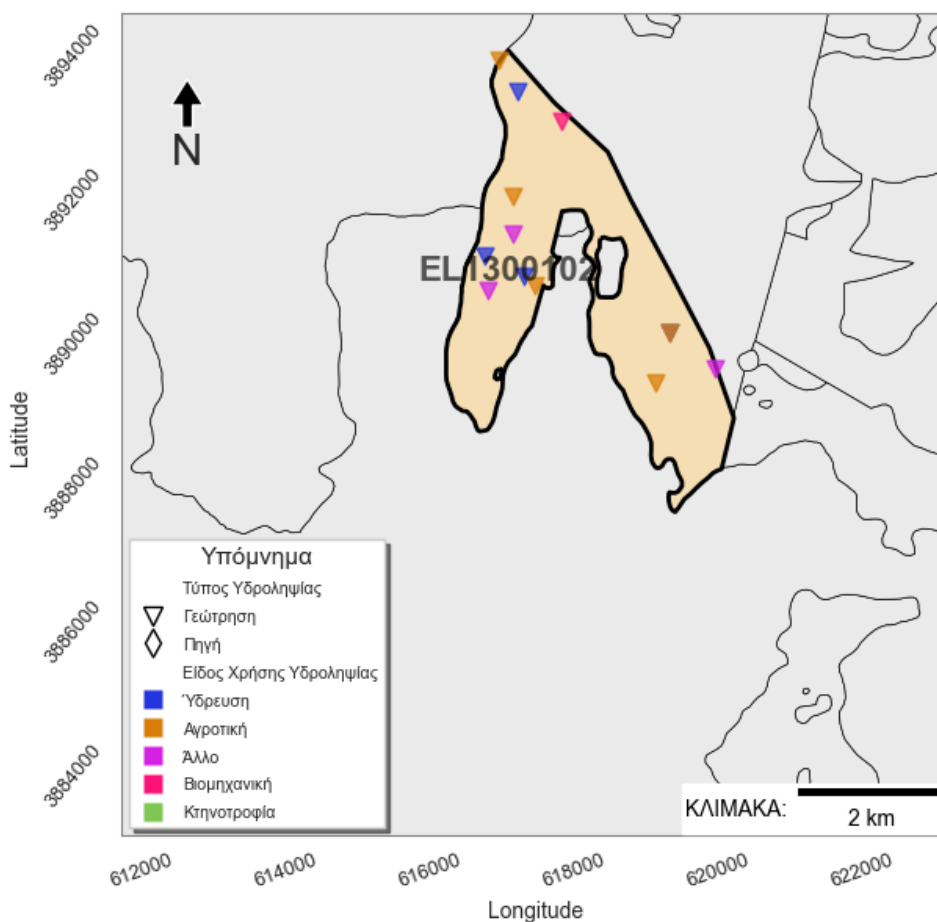 3894000
3892000
3890000
3888000
3886000
3884000
Latitude
N
EL1300102
Υπόμνημα
Τύπος Υδροληψίας
Γεώτρηση
Πηγή
Είδος Χρήσης Υδροληψίας
Ύδρευση
Αγροτική
Άλλο
Βιομηχανική
Κτηνοτροφία
ΚΛΙΜΑΚΑ:
2 km
612000
614000
616000
618000
620000
622000
Longitude